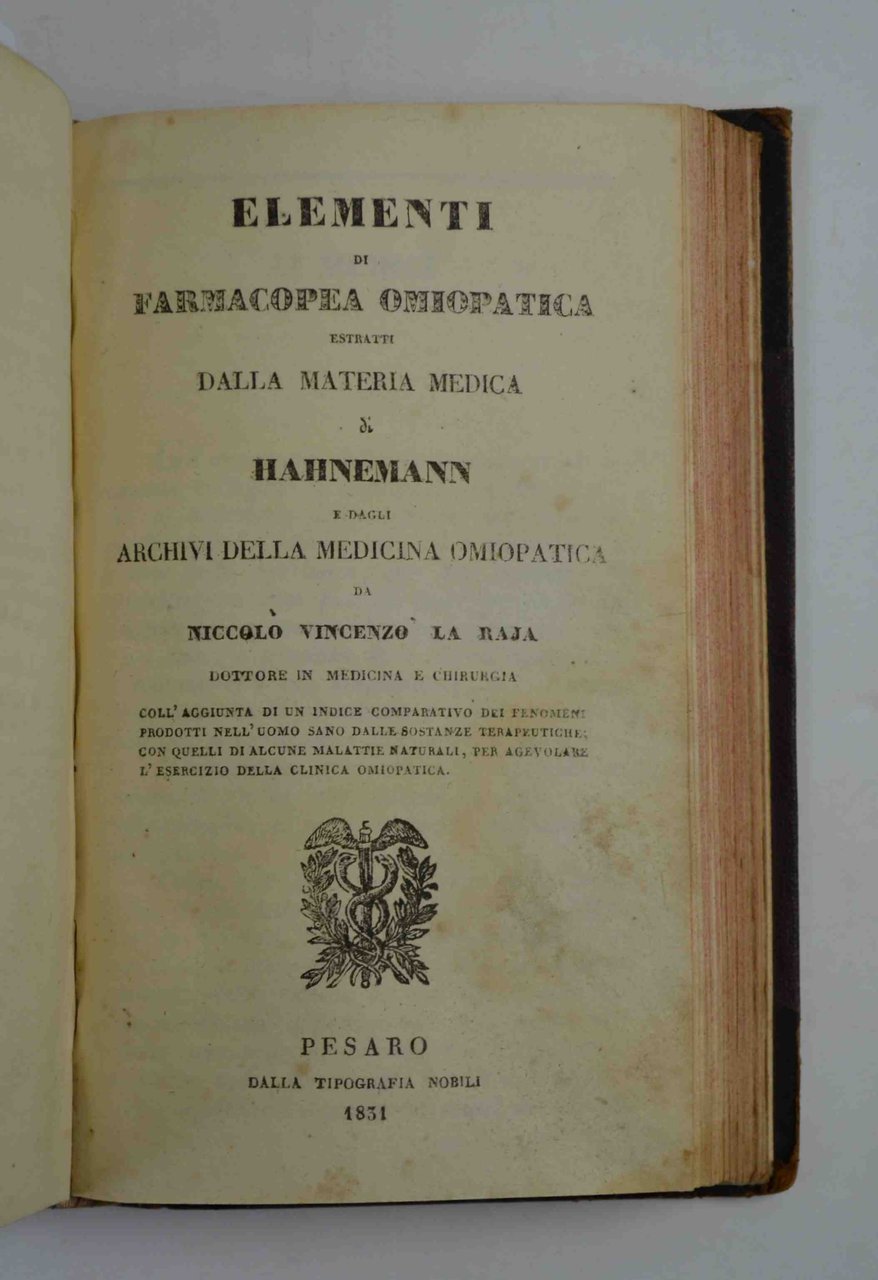 ELEMENTI
DI
FARMACOPEA OMIOPATICA
ESTRATTI
DALLA MATERIA MEDICA
di
HAHNEMANN
E DAGLI
ARCHIVI DELLA MEDICINA OMIOPATICA
DA
NICCOLÒ VINCENZO LA RAJA
DOTTORE IN MEDICINA E CHIRURGIA
COLL' AGGIUNTA DI UN INDICE COMPARATIVO DEI FENOMENI
PRODOTTI NELL' UOMO SANO DALLE SOSTANZE TERAPEUTICHE,
CON QUELLI DI ALCUNE MALATTIE NATURALI, PER AGEVOLARE
L' ESERCIZIO DELLA CLINICA OMIOPATICA.
PESARO
DALLA TIPOGRAFIA NOBILI
1831